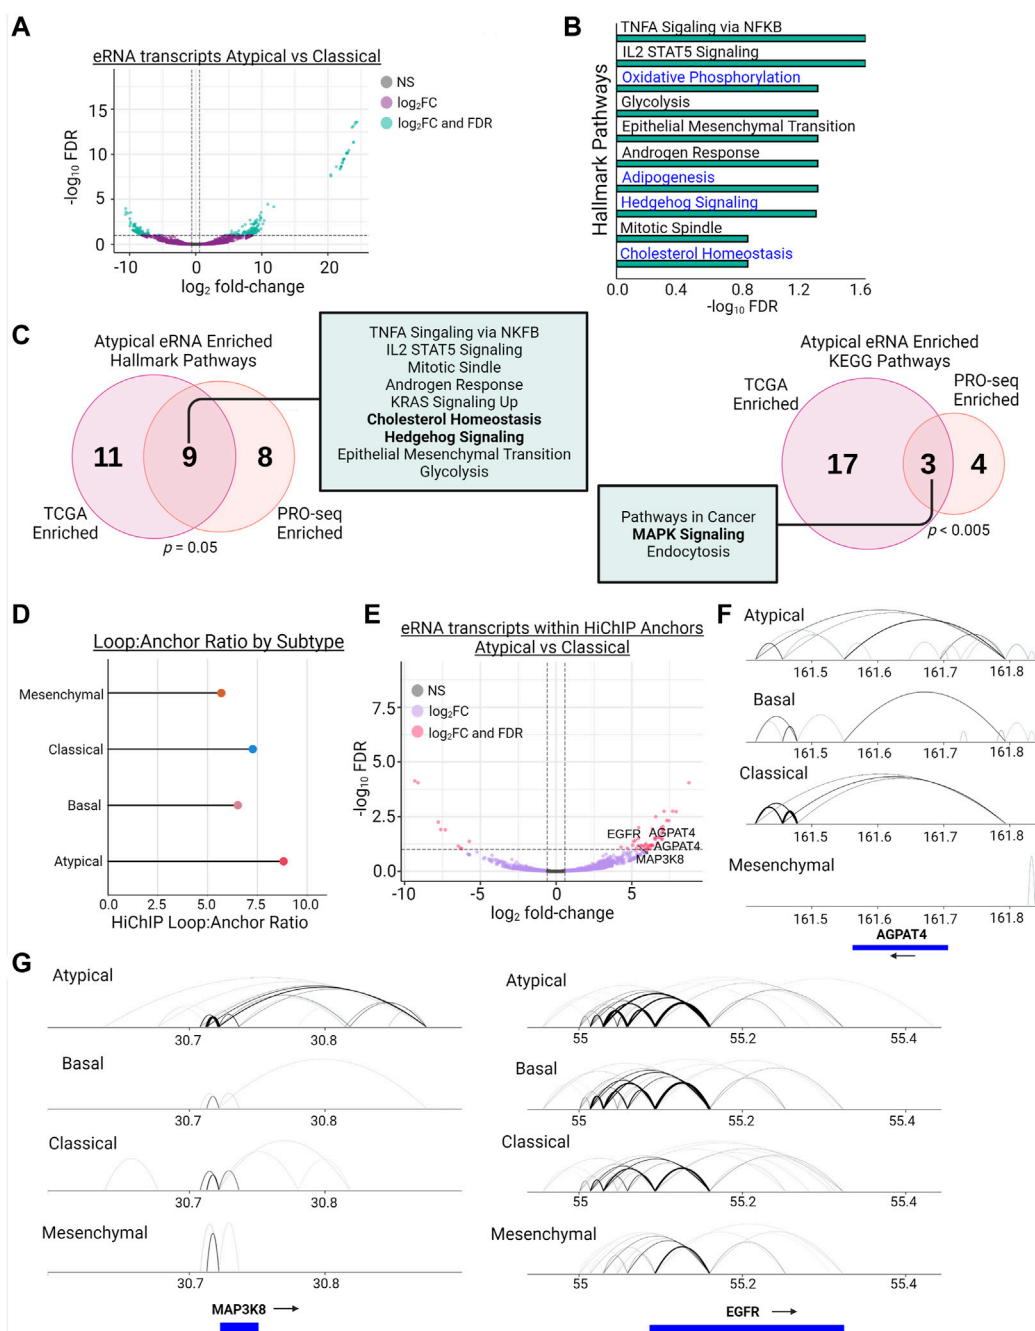 A
eRNA transcripts Atypical vs Classical
NS
log₂FC
log₂FC and FDR
-log₁₀ FDR
15
10
5
0
-10
0
10
20
log₂ fold-change
B
Hallmark Pathways
TNFA Sigaling via NFKB
IL2 STAT5 Signaling
Oxidative Phosphorylation
Glycolysis
Epithelial Mesenchymal Transition
Androgen Response
Adipogenesis
Hedgehog Signaling
Mitotic Spindle
Cholesterol Homeostasis
0.0
0.4
0.8
1.2
1.6
-log₁₀ FDR
C
Atypical eRNA Enriched
Hallmark Pathways
11
9
8
TCGA
Enriched
PRO-seq
Enriched
p = 0.05
TNFA Singaling via NKFB
IL2 STAT5 Signaling
Mitotic Sindle
Androgen Response
KRAS Signaling Up
Cholesterol Homeostasis
Hedgehog Signaling
Epithelial Mesenchymal Transition
Glycolysis
Atypical eRNA Enriched
KEGG Pathways
TCGA
Enriched
PRO-seq
Enriched
17
3
4
p < 0.005
Pathways in Cancer
MAPK Signaling
Endocytosis
D
Loop:Anchor Ratio by Subtype
Mesenchymal
Classical
Basal
Atypical
0.0
2.5
5.0
7.5
10.0
HiChIP Loop:Anchor Ratio
E
eRNA transcripts within HiChIP Anchors
Atypical vs Classical
NS
log₂FC
log₂FC and FDR
-log₁₀ FDR
7.5
5.0
2.5
0.0
EGFR
AGPAT4
AGPAT4
MAP3K8
-10
-5
0
5
log₂ fold-change
F
Atypical
161.5
161.6
161.7
161.8
Basal
161.5
161.6
161.7
161.8
Classical
161.5
161.6
161.7
161.8
Mesenchymal
161.5
161.6
161.7
161.8
AGPAT4
G
Atypical
30.7
30.8
Basal
30.7
30.8
Classical
30.7
30.8
Mesenchymal
30.7
30.8
MAP3K8
Atypical
55
55.2
55.4
Basal
55
55.2
55.4
Classical
55
55.2
55.4
Mesenchymal
55
55.2
55.4
EGFR